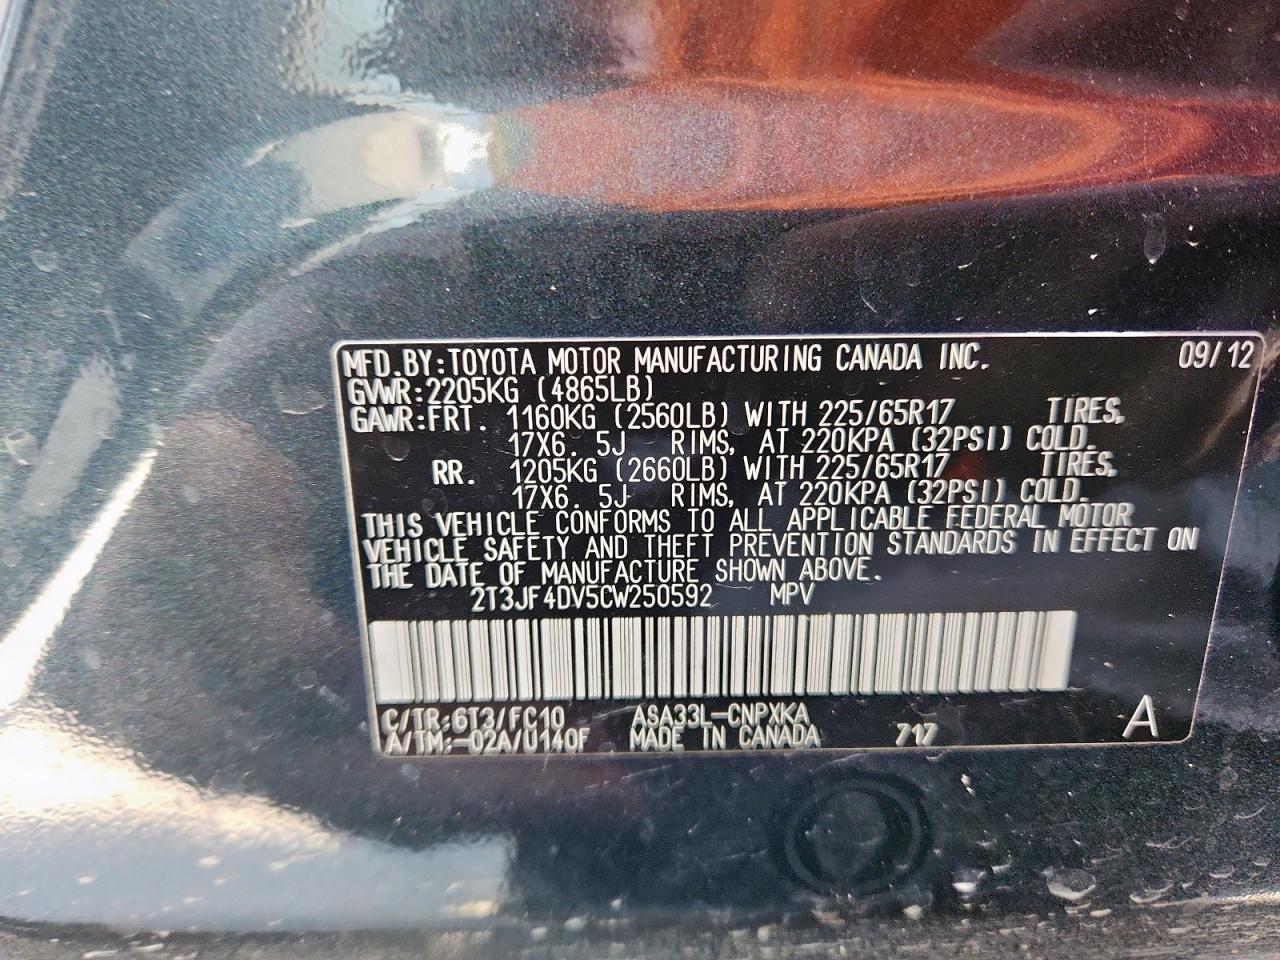 MFD.BY:TOYOTA MOTOR MANUFACTURING CANADA INC. 09/12
GVWR:2205KG (4865LB)
GAWR:FRT. 1160KG (2560LB) WITH 225/65R17 TIRES,
17X6.5J RIMS, AT 220KPA (32PSI) COLD.
RR. 1205KG (2660LB) WITH 225/65R17 TIRES,
17X6.5J RIMS, AT 220KPA (32PSI) COLD.
THIS VEHICLE CONFORMS TO ALL APPLICABLE FEDERAL MOTOR
VEHICLE SAFETY AND THEFT PREVENTION STANDARDS IN EFFECT ON
THE DATE OF MANUFACTURE SHOWN ABOVE.
2T3JF4DV5CW250592 MPV
C/TR:6T3/FC10 ASA33L-CNPXKA
A/TM:-02A/U140F MADE IN CANADA 717 A